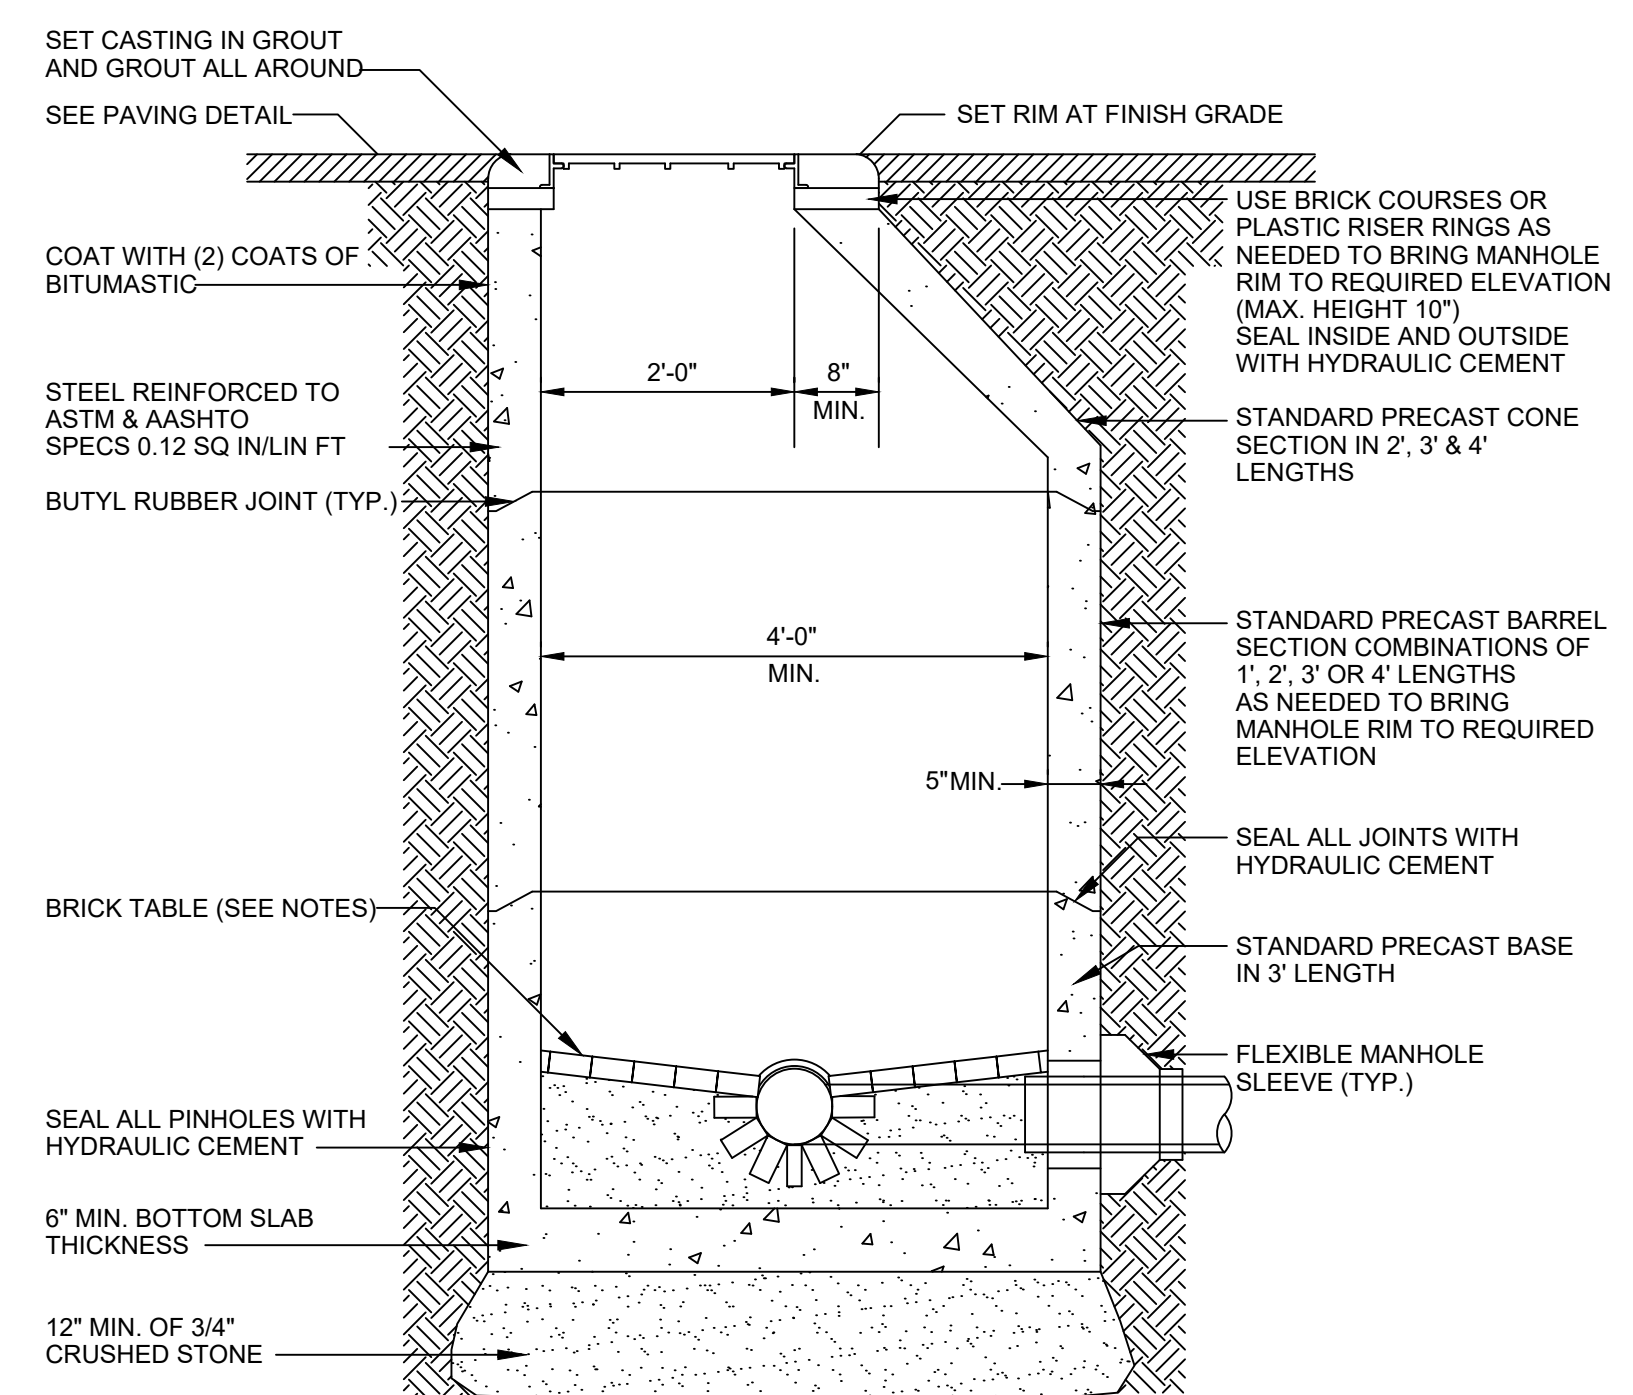 SET CASTING IN GROUT
AND GROUT ALL AROUND
SEE PAVING DETAIL
SET RIM AT FINISH GRADE
COAT WITH (2) COATS OF
BITUMASTIC
USE BRICK COURSES OR
PLASTIC RISER RINGS AS
NEEDED TO BRING MANHOLE
RIM TO REQUIRED ELEVATION
(MAX. HEIGHT 10")
SEAL INSIDE AND OUTSIDE
WITH HYDRAULIC CEMENT
2'-0"
8"
MIN.
STEEL REINFORCED TO
ASTM & AASHTO
SPECS 0.12 SQ IN/LIN FT
STANDARD PRECAST CONE
SECTION IN 2', 3' & 4'
LENGTHS
BUTYL RUBBER JOINT (TYP.)
4'-0"
MIN.
STANDARD PRECAST BARREL
SECTION COMBINATIONS OF
1', 2', 3' OR 4' LENGTHS
AS NEEDED TO BRING
MANHOLE RIM TO REQUIRED
ELEVATION
5"MIN.
SEAL ALL JOINTS WITH
HYDRAULIC CEMENT
BRICK TABLE (SEE NOTES)
STANDARD PRECAST BASE
IN 3' LENGTH
FLEXIBLE MANHOLE
SLEEVE (TYP.)
SEAL ALL PINHOLES WITH
HYDRAULIC CEMENT
6" MIN. BOTTOM SLAB
THICKNESS
12" MIN. OF 3/4"
CRUSHED STONE